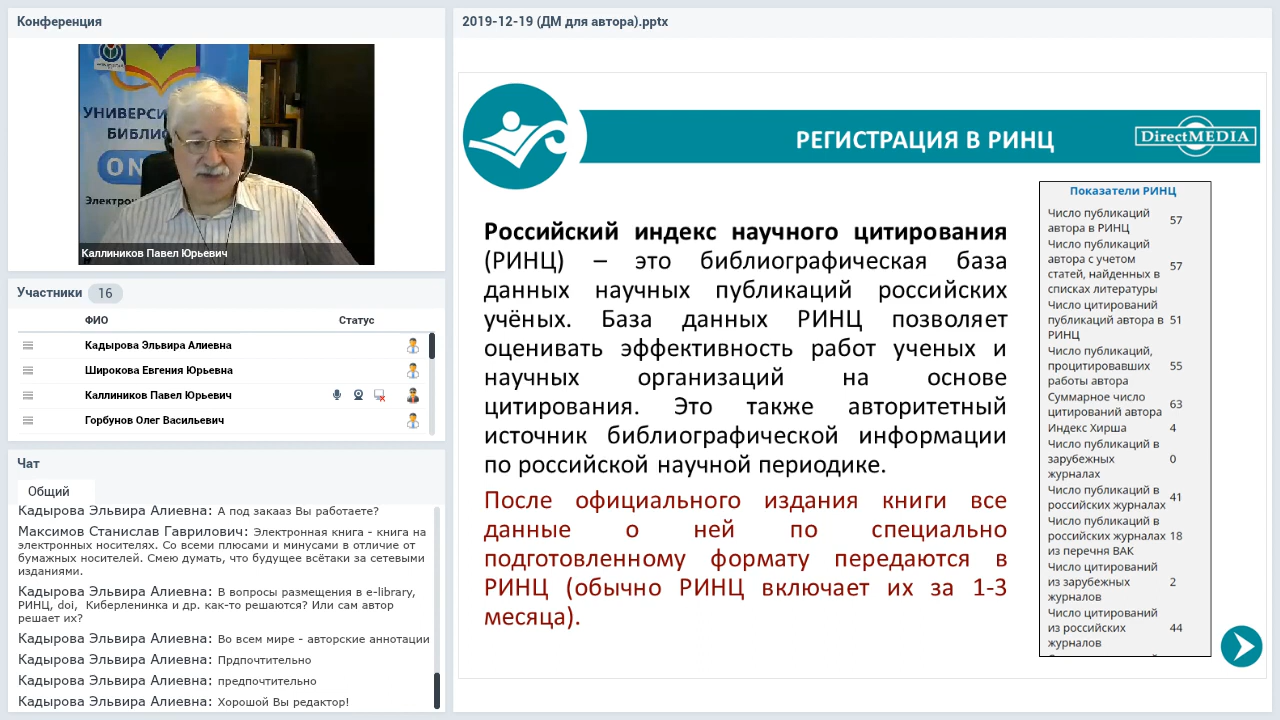 Конференция
УНИВЕРСИ
БИБЛИО
ON
Электрон
Каллиников Павел Юрьевич
Участники 16
ФИО Статус
Кадырова Эльвира Алиевна
Широкова Евгения Юрьевна
Каллиников Павел Юрьевич
Горбунов Олег Васильевич
Чат
Общий
Кадырова Эльвира Алиевна: А под закааз Вы работаете?
Максимов Станислав Гаврилович: Электронная книга - книга на
электронных носителях. Со всеми плюсами и минусами в отличие от
бумажных носителей. Смею думать, что будущее всётаки за сетевыми
изданиями.
Кадырова Эльвира Алиевна: В вопросы размещения в e-library,
РИНЦ, doi,  Киберленинка и др. как-то решаются? Или сам автор
решает их?
Кадырова Эльвира Алиевна: Во всем мире - авторские аннотации
Кадырова Эльвира Алиевна: Прдпочтительно
Кадырова Эльвира Алиевна: предпочтительно
Кадырова Эльвира Алиевна: Хорошой Вы редактор!
2019-12-19 (ДМ для автора).pptx
РЕГИСТРАЦИЯ В РИНЦ
DirectMEDIA
Российский индекс научного цитирования
(РИНЦ) – это библиографическая база
данных научных публикаций российских
учёных. База данных РИНЦ позволяет
оценивать эффективность работ ученых и
научных организаций на основе
цитирования. Это также авторитетный
источник библиографической информации
по российской научной периодике.
После официального издания книги все
данные о ней по специально
подготовленному формату передаются в
РИНЦ (обычно РИНЦ включает их за 1-3
месяца).
Показатели РИНЦ
Число публикаций
автора в РИНЦ 57
Число публикаций
автора с учетом
статей, найденных в 57
списках литературы
Число цитирований
публикаций автора в 51
РИНЦ
Число публикаций,
процитировавших 55
работы автора
Суммарное число
цитирований автора 63
Индекс Хирша 4
Число публикаций в
зарубежных 0
журналах
Число публикаций в
российских журналах 41
Число публикаций в
российских журналах 18
из перечня ВАК
Число цитирований
из зарубежных 2
журналов
Число цитирований
из российских 44
журналов